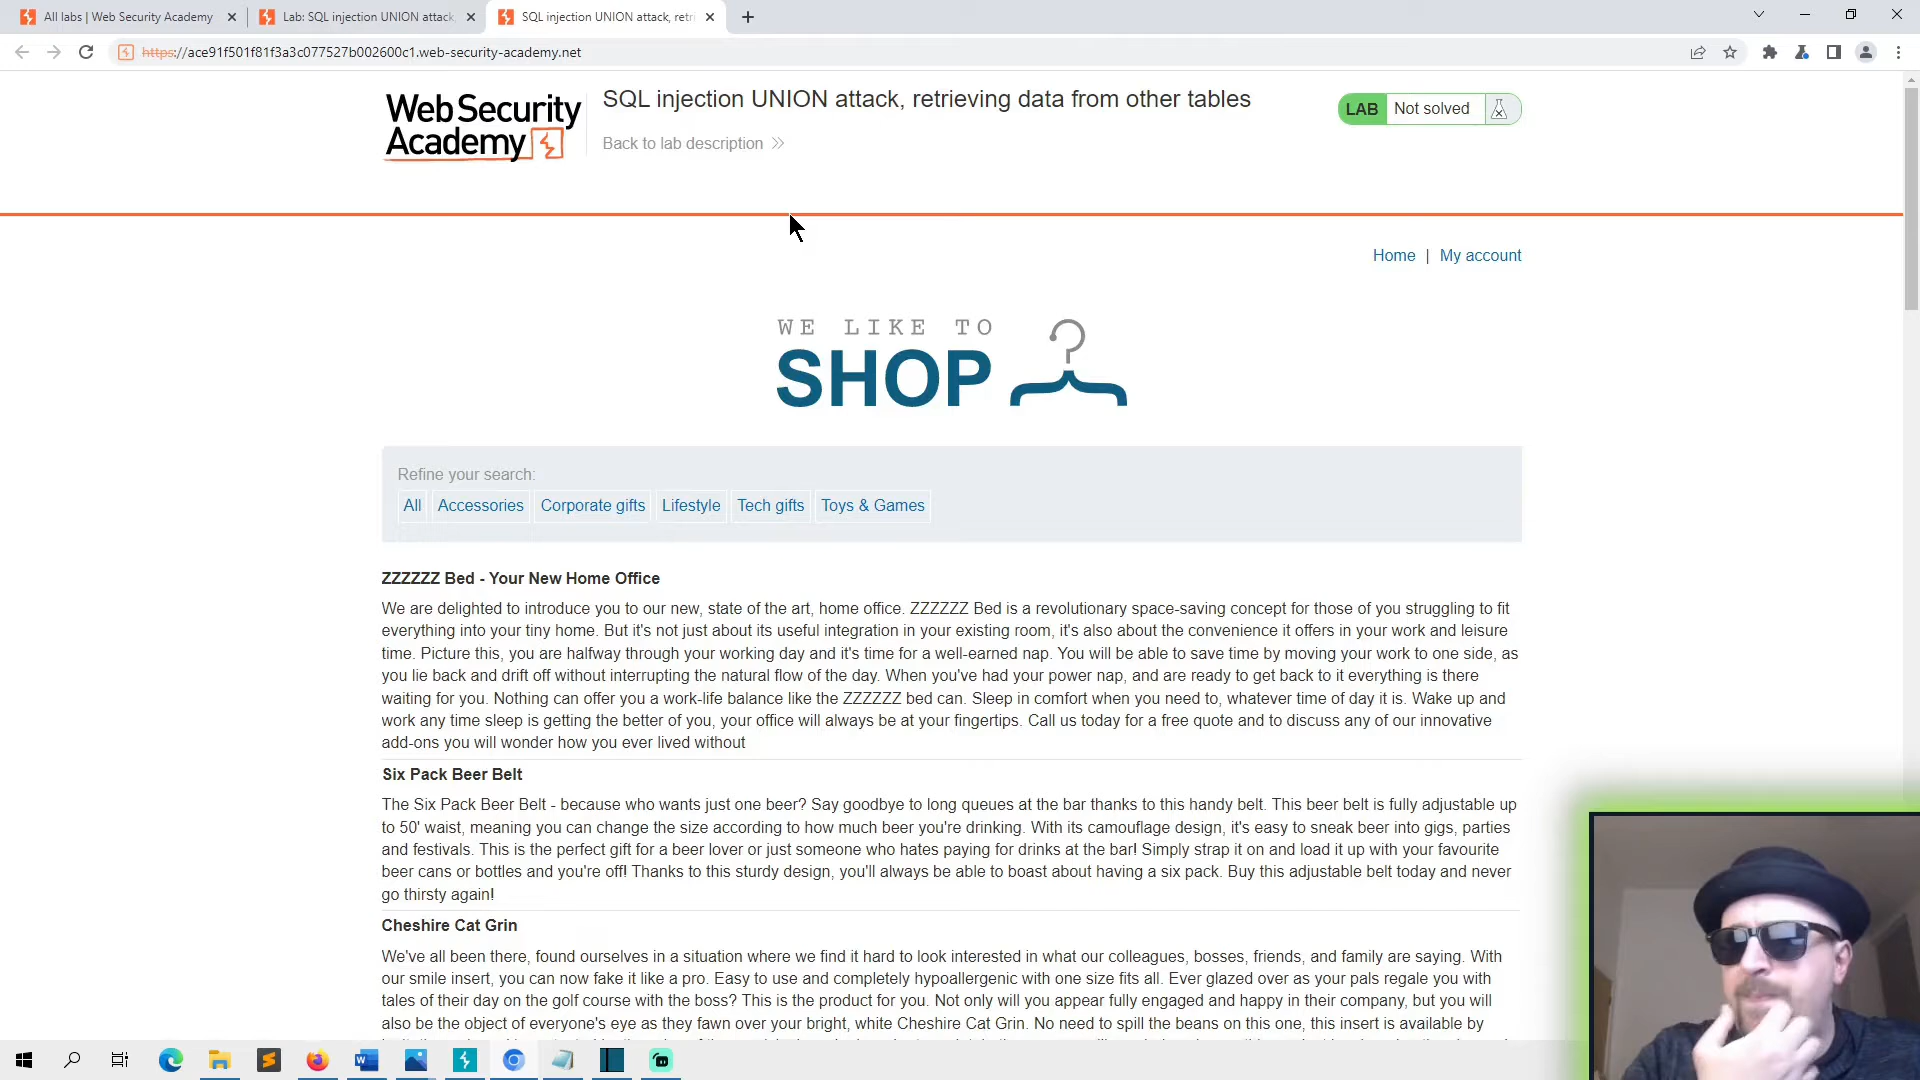 All labs | Web Security Academy
Lab: SQL injection UNION attack,
SQL injection UNION attack, retri
https://ace91f501f81f3a3c077527b002600c1.web-security-academy.net
Web Security
Academy
SQL injection UNION attack, retrieving data from other tables
Back to lab description
LAB Not solved
Home | My account
WE LIKE TO
SHOP
Refine your search:
All Accessories Corporate gifts Lifestyle Tech gifts Toys & Games
ZZZZZZ Bed - Your New Home Office
We are delighted to introduce you to our new, state of the art, home office. ZZZZZZ Bed is a revolutionary space-saving concept for those of you struggling to fit
everything into your tiny home. But it's not just about its useful integration in your existing room, it's also about the convenience it offers in your work and leisure
time. Picture this, you are halfway through your working day and it's time for a well-earned nap. You will be able to save time by moving your work to one side, as
you lie back and drift off without interrupting the natural flow of the day. When you've had your power nap, and are ready to get back to it everything is there
waiting for you. Nothing can offer you a work-life balance like the ZZZZZZ bed can. Sleep in comfort when you need to, whatever time of day it is. Wake up and
work any time sleep is getting the better of you, your office will always be at your fingertips. Call us today for a free quote and to discuss any of our innovative
add-ons you will wonder how you ever lived without
Six Pack Beer Belt
The Six Pack Beer Belt - because who wants just one beer? Say goodbye to long queues at the bar thanks to this handy belt. This beer belt is fully adjustable up
to 50' waist, meaning you can change the size according to how much beer you're drinking. With its camouflage design, it's easy to sneak beer into gigs, parties
and festivals. This is the perfect gift for a beer lover or just someone who hates paying for drinks at the bar! Simply strap it on and load it up with your favourite
beer cans or bottles and you're off! Thanks to this sturdy design, you'll always be able to boast about having a six pack. Buy this adjustable belt today and never
go thirsty again!
Cheshire Cat Grin
We've all been there, found ourselves in a situation where we find it hard to look interested in what our colleagues, bosses, friends, and family are saying. With
our smile insert, you can now fake it like a pro. Easy to use and completely hypoallergenic with one size fits all. Ever glazed over as your pals regale you with
tales of their day on the golf course with the boss? This is the product for you. Not only will you appear fully engaged and happy in their company, but you will
also be the object of everyone's eye as they fawn over your bright, white Cheshire Cat Grin. No need to spill the beans on this one, this insert is available by